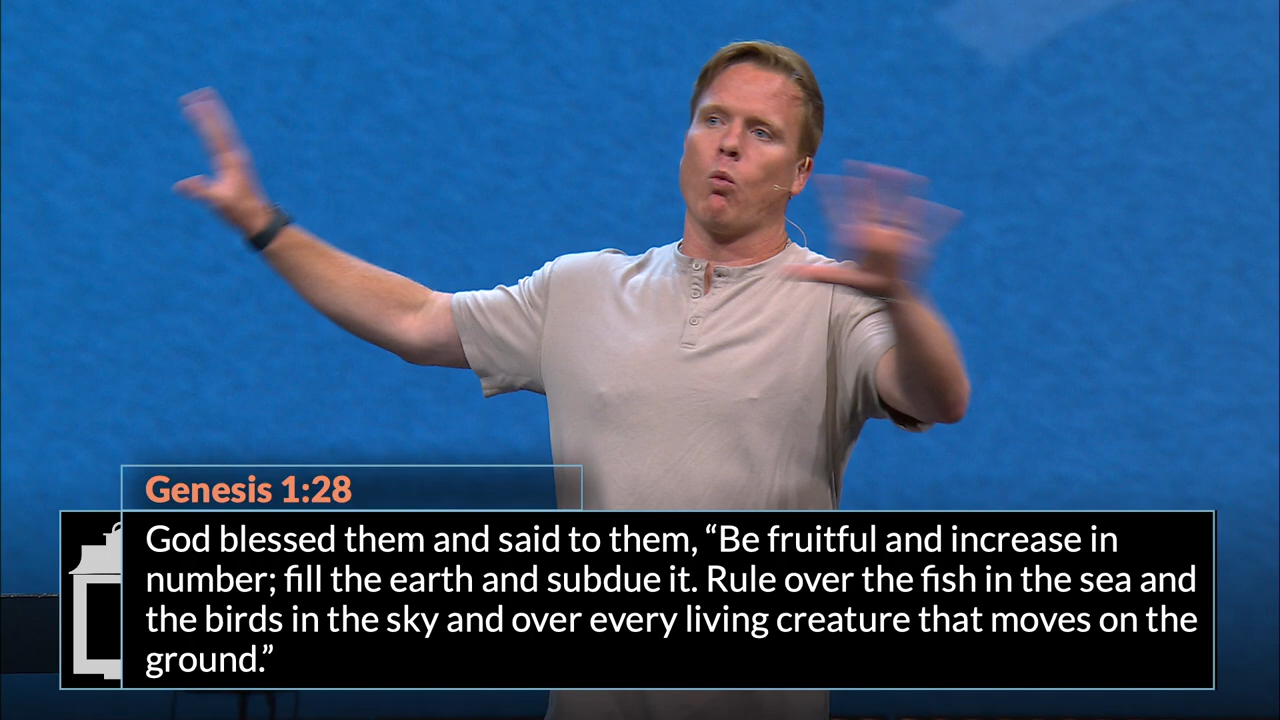 Genesis 1:28
God blessed them and said to them, “Be fruitful and increase in
number; fill the earth and subdue it. Rule over the fish in the sea and
the birds in the sky and over every living creature that moves on the
ground.”